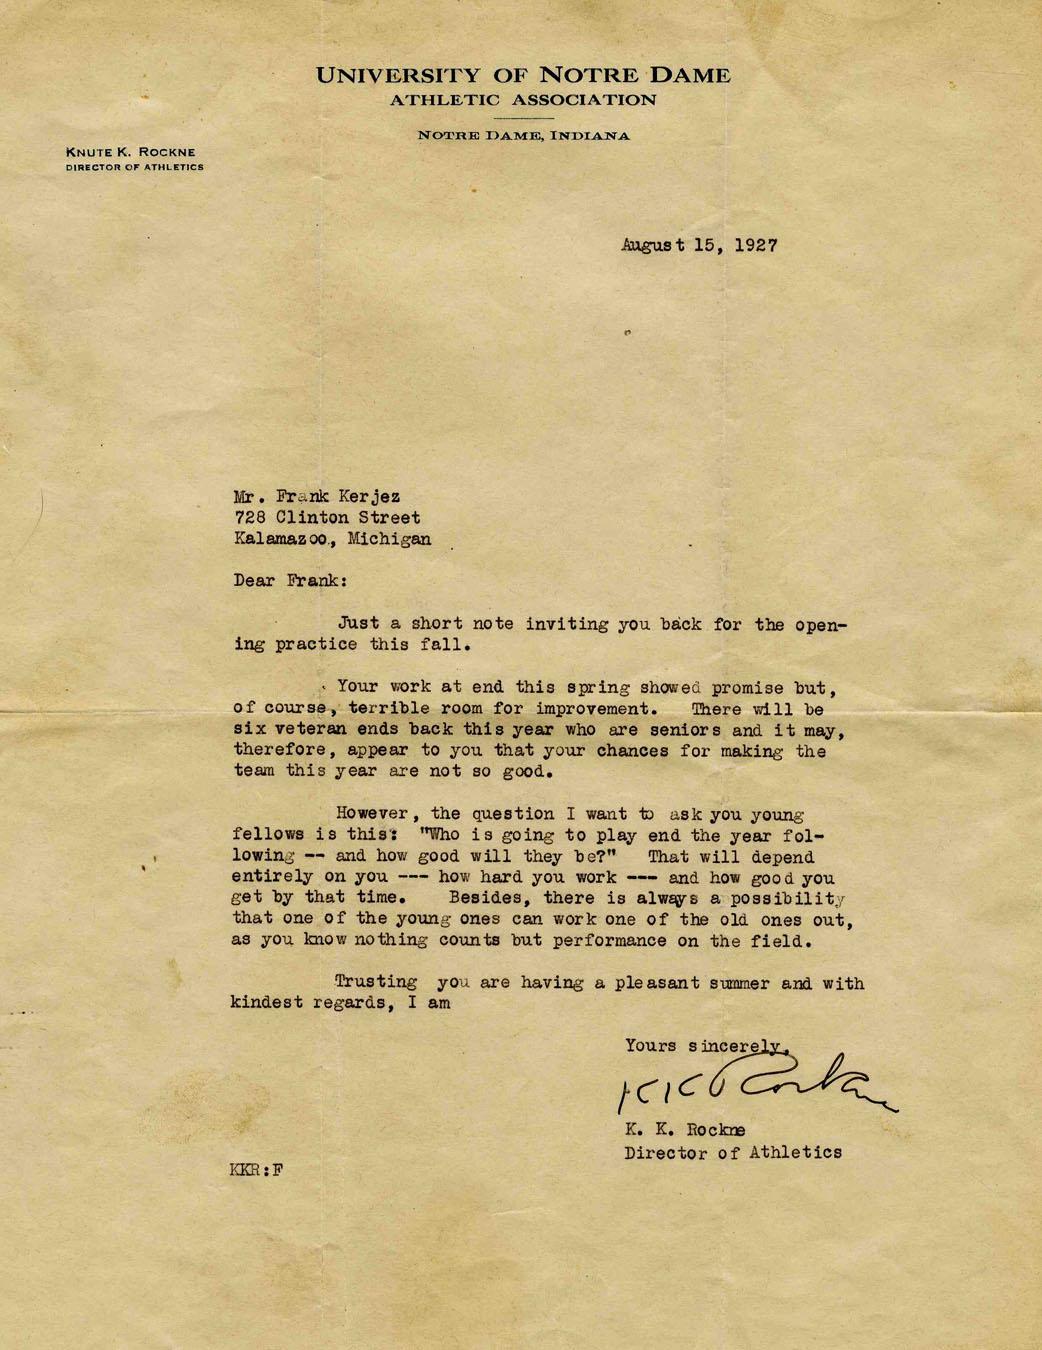 UNIVERSITY OF NOTRE DAME
ATHLETIC ASSOCIATION
NOTRE DAME, INDIANA
KNUTE K. ROCKNE
DIRECTOR OF ATHLETICS
August 15, 1927
Mr. Frank Kerjez
728 Clinton Street
Kalamazoo., Michigan
Dear Frank:
Just a short note inviting you back for the open-
ing practice this fall.
Your work at end this spring showed promise but,
of course, terrible room for improvement. There will be
six veteran ends back this year who are seniors and it may,
therefore, appear to you that your chances for making the
team this year are not so good.
However, the question I want to ask you young
fellows is this: "Who is going to play end the year fol-
lowing -- and how good will they be?" That will depend
entirely on you --- how hard you work --- and how good you
get by that time. Besides, there is always a possibility
that one of the young ones can work one of the old ones out,
as you know nothing counts but performance on the field.
Trusting you are having a pleasant summer and with
kindest regards, I am
Yours sincerely,
K K Rockne
K. K. Rockne
Director of Athletics
KKR:F